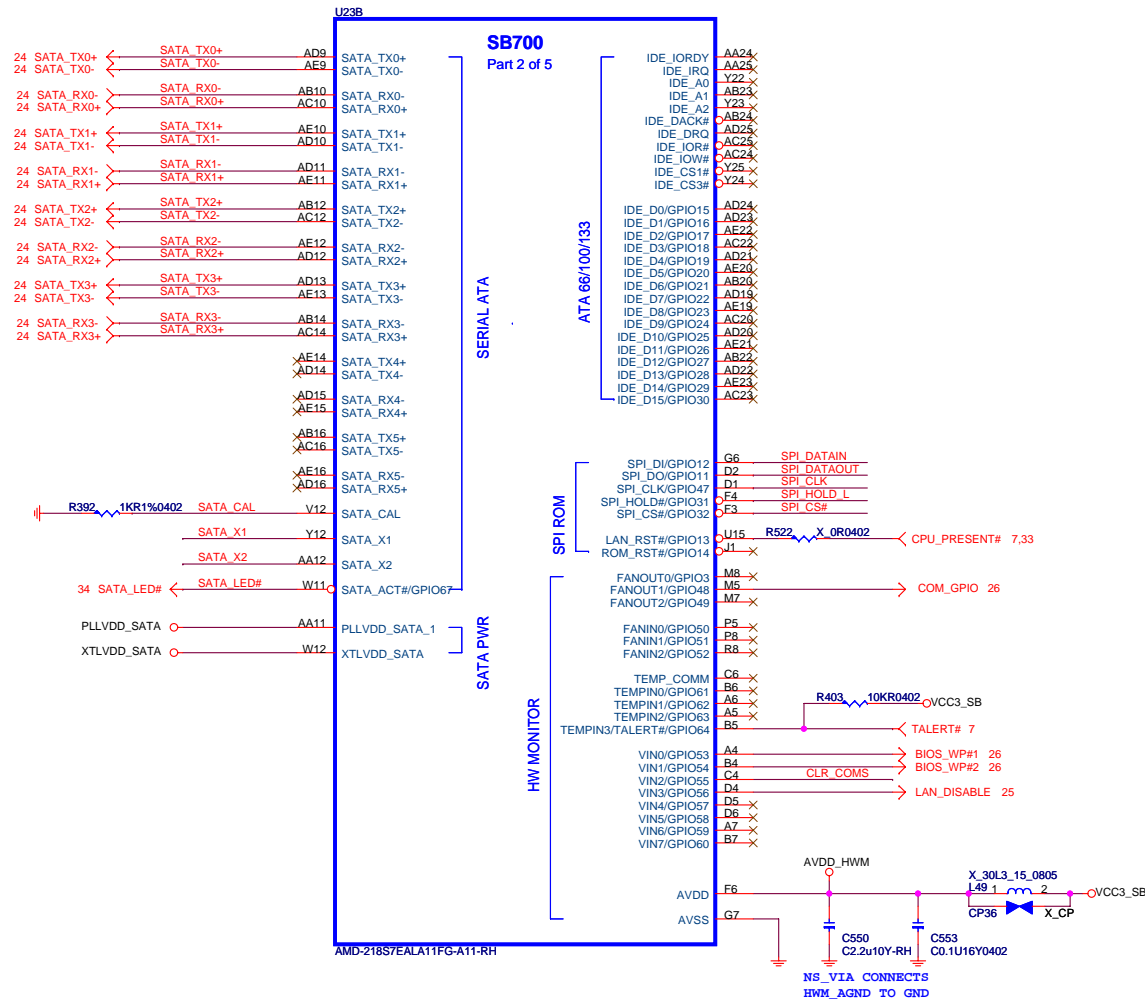 U23B
SB700
Part 2 of 5
24 SATA_TX0+ SATA_TX0+ AD9 SATA_TX0+
24 SATA_TX0- SATA_TX0- AE9 SATA_TX0-
24 SATA_RX0- SATA_RX0- AB10 SATA_RX0-
24 SATA_RX0+ SATA_RX0+ AC10 SATA_RX0+
24 SATA_TX1+ SATA_TX1+ AE10 SATA_TX1+
24 SATA_TX1- SATA_TX1- AD10 SATA_TX1-
24 SATA_RX1- SATA_RX1- AD11 SATA_RX1-
24 SATA_RX1+ SATA_RX1+ AE11 SATA_RX1+
24 SATA_TX2+ SATA_TX2+ AB12 SATA_TX2+
24 SATA_TX2- SATA_TX2- AC12 SATA_TX2-
24 SATA_RX2- SATA_RX2- AE12 SATA_RX2-
24 SATA_RX2+ SATA_RX2+ AD12 SATA_RX2+
24 SATA_TX3+ SATA_TX3+ AD13 SATA_TX3+
24 SATA_TX3- SATA_TX3- AE13 SATA_TX3-
24 SATA_RX3- SATA_RX3- AB14 SATA_RX3-
24 SATA_RX3+ SATA_RX3+ AC14 SATA_RX3+
AE14 SATA_TX4+
AD14 SATA_TX4-
AD15 SATA_RX4-
AE15 SATA_RX4+
AB16 SATA_TX5+
AC16 SATA_TX5-
AE16 SATA_RX5-
AD16 SATA_RX5+
R392 1KR1%0402 SATA_CAL V12 SATA_CAL
SATA_X1 Y12 SATA_X1
SATA_X2 AA12 SATA_X2
34 SATA_LED# SATA_LED# W11 SATA_ACT#/GPIO67
PLLVDD_SATA AA11 PLLVDD_SATA_1
XTLVDD_SATA W12 XTLVDD_SATA
SERIAL ATA
SATA PWR
ATA 66/100/133
SPI ROM
HW MONITOR
IDE_IORDY AA24
IDE_IRQ AA25
IDE_A0 Y22
IDE_A1 AB23
IDE_A2 Y23
IDE_DACK# AB24
IDE_DRQ AD25
IDE_IOR# AC25
IDE_IOW# AC24
IDE_CS1# Y25
IDE_CS3# Y24
IDE_D0/GPIO15 AD24
IDE_D1/GPIO16 AD23
IDE_D2/GPIO17 AE22
IDE_D3/GPIO18 AC22
IDE_D4/GPIO19 AD21
IDE_D5/GPIO20 AE20
IDE_D6/GPIO21 AB20
IDE_D7/GPIO22 AD19
IDE_D8/GPIO23 AE19
IDE_D9/GPIO24 AC20
IDE_D10/GPIO25 AD20
IDE_D11/GPIO26 AE21
IDE_D12/GPIO27 AB22
IDE_D13/GPIO28 AD22
IDE_D14/GPIO29 AE23
IDE_D15/GPIO30 AC23
SPI_DI/GPIO12 G6 SPI_DATAIN
SPI_DO/GPIO11 D2 SPI_DATAOUT
SPI_CLK/GPIO47 D1 SPI_CLK
SPI_HOLD#/GPIO31 F4 SPI_HOLD_L
SPI_CS#/GPIO32 F3 SPI_CS#
LAN_RST#/GPIO13 U15 R522 X_0R0402 CPU_PRESENT# 7,33
ROM_RST#/GPIO14 J1
FANOUT0/GPIO3 M8
FANOUT1/GPIO48 M5 COM_GPIO 26
FANOUT2/GPIO49 M7
FANIN0/GPIO50 P5
FANIN1/GPIO51 P8
FANIN2/GPIO52 R8
TEMP_COMM C6
TEMPIN0/GPIO61 B6
TEMPIN1/GPIO62 A6
TEMPIN2/GPIO63 A5
R403 10KR0402 VCC3_SB
TEMPIN3/TALERT#/GPIO64 B5 TALERT# 7
VIN0/GPIO53 A4 BIOS_WP#1 26
VIN1/GPIO54 B4 BIOS_WP#2 26
VIN2/GPIO55 C4 CLR_COMS
VIN3/GPIO56 D4 LAN_DISABLE 25
VIN4/GPIO57 D5
VIN5/GPIO58 D6
VIN6/GPIO59 A7
VIN7/GPIO60 B7
AVDD_HWM
X_30L3_15_0805
AVDD F6 L49 1 2 VCC3_SB
CP36 X_CP
AVSS G7
C550
C2.2u10Y-RH
C553
C0.1U16Y0402
AMD-218S7EALA11FG-A11-RH
NS_VIA CONNECTS
HWM_AGND TO GND